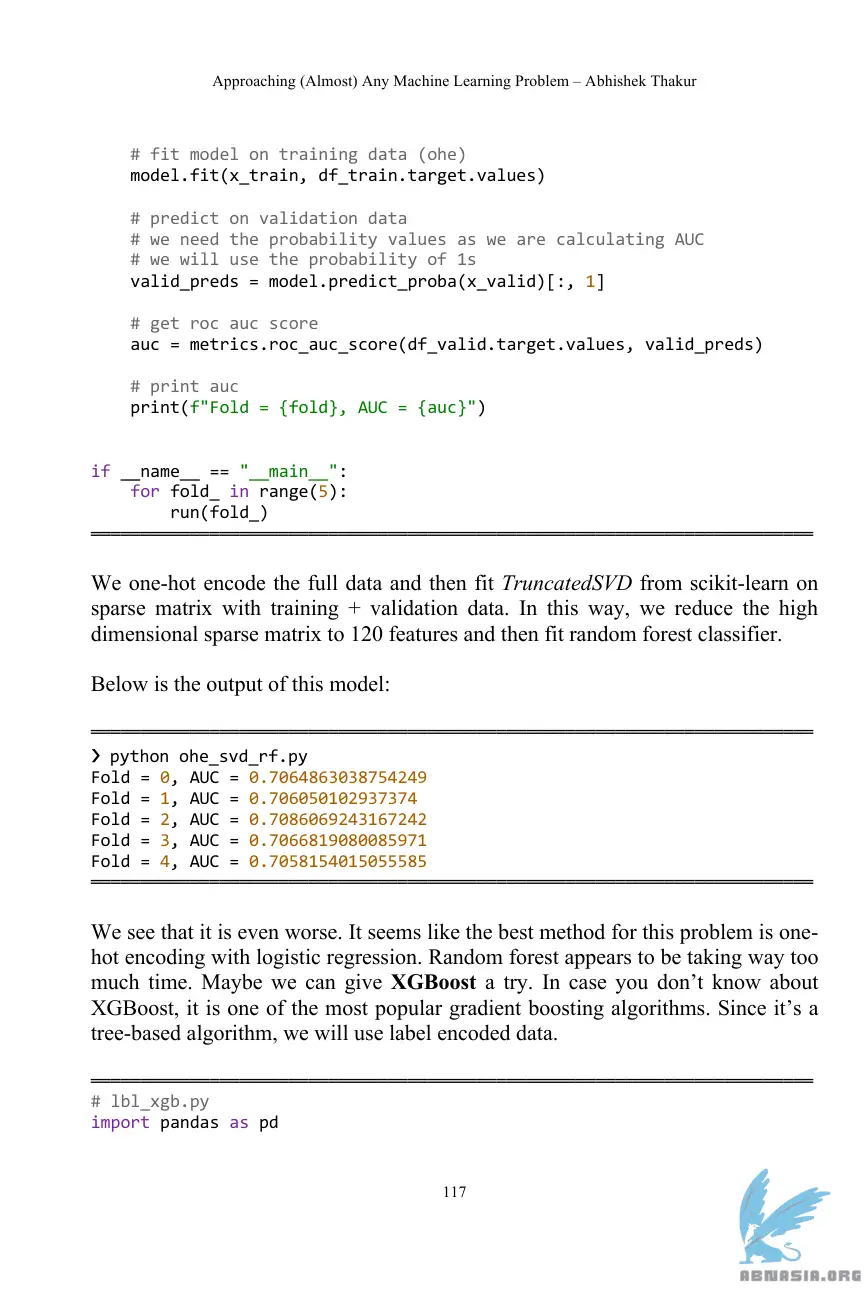 Approaching (Almost) Any Machine Learning Problem – Abhishek Thakur
    # fit model on training data (ohe)
    model.fit(x_train, df_train.target.values)
    # predict on validation data
    # we need the probability values as we are calculating AUC
    # we will use the probability of 1s
    valid_preds = model.predict_proba(x_valid)[:, 1]
    # get roc auc score
    auc = metrics.roc_auc_score(df_valid.target.values, valid_preds)
    # print auc
    print(f"Fold = {fold}, AUC = {auc}")
if __name__ == "__main__":
    for fold_ in range(5):
        run(fold_)
We one-hot encode the full data and then fit TruncatedSVD from scikit-learn on
sparse matrix with training + validation data. In this way, we reduce the high
dimensional sparse matrix to 120 features and then fit random forest classifier.
Below is the output of this model:
❯ python ohe_svd_rf.py
Fold = 0, AUC = 0.7064863038754249
Fold = 1, AUC = 0.706050102937374
Fold = 2, AUC = 0.7086069243167242
Fold = 3, AUC = 0.7066819080085971
Fold = 4, AUC = 0.7058154015055585
We see that it is even worse. It seems like the best method for this problem is one-
hot encoding with logistic regression. Random forest appears to be taking way too
much time. Maybe we can give XGBoost a try. In case you don’t know about
XGBoost, it is one of the most popular gradient boosting algorithms. Since it’s a
tree-based algorithm, we will use label encoded data.
# lbl_xgb.py
import pandas as pd
117
ABNASIA.ORG